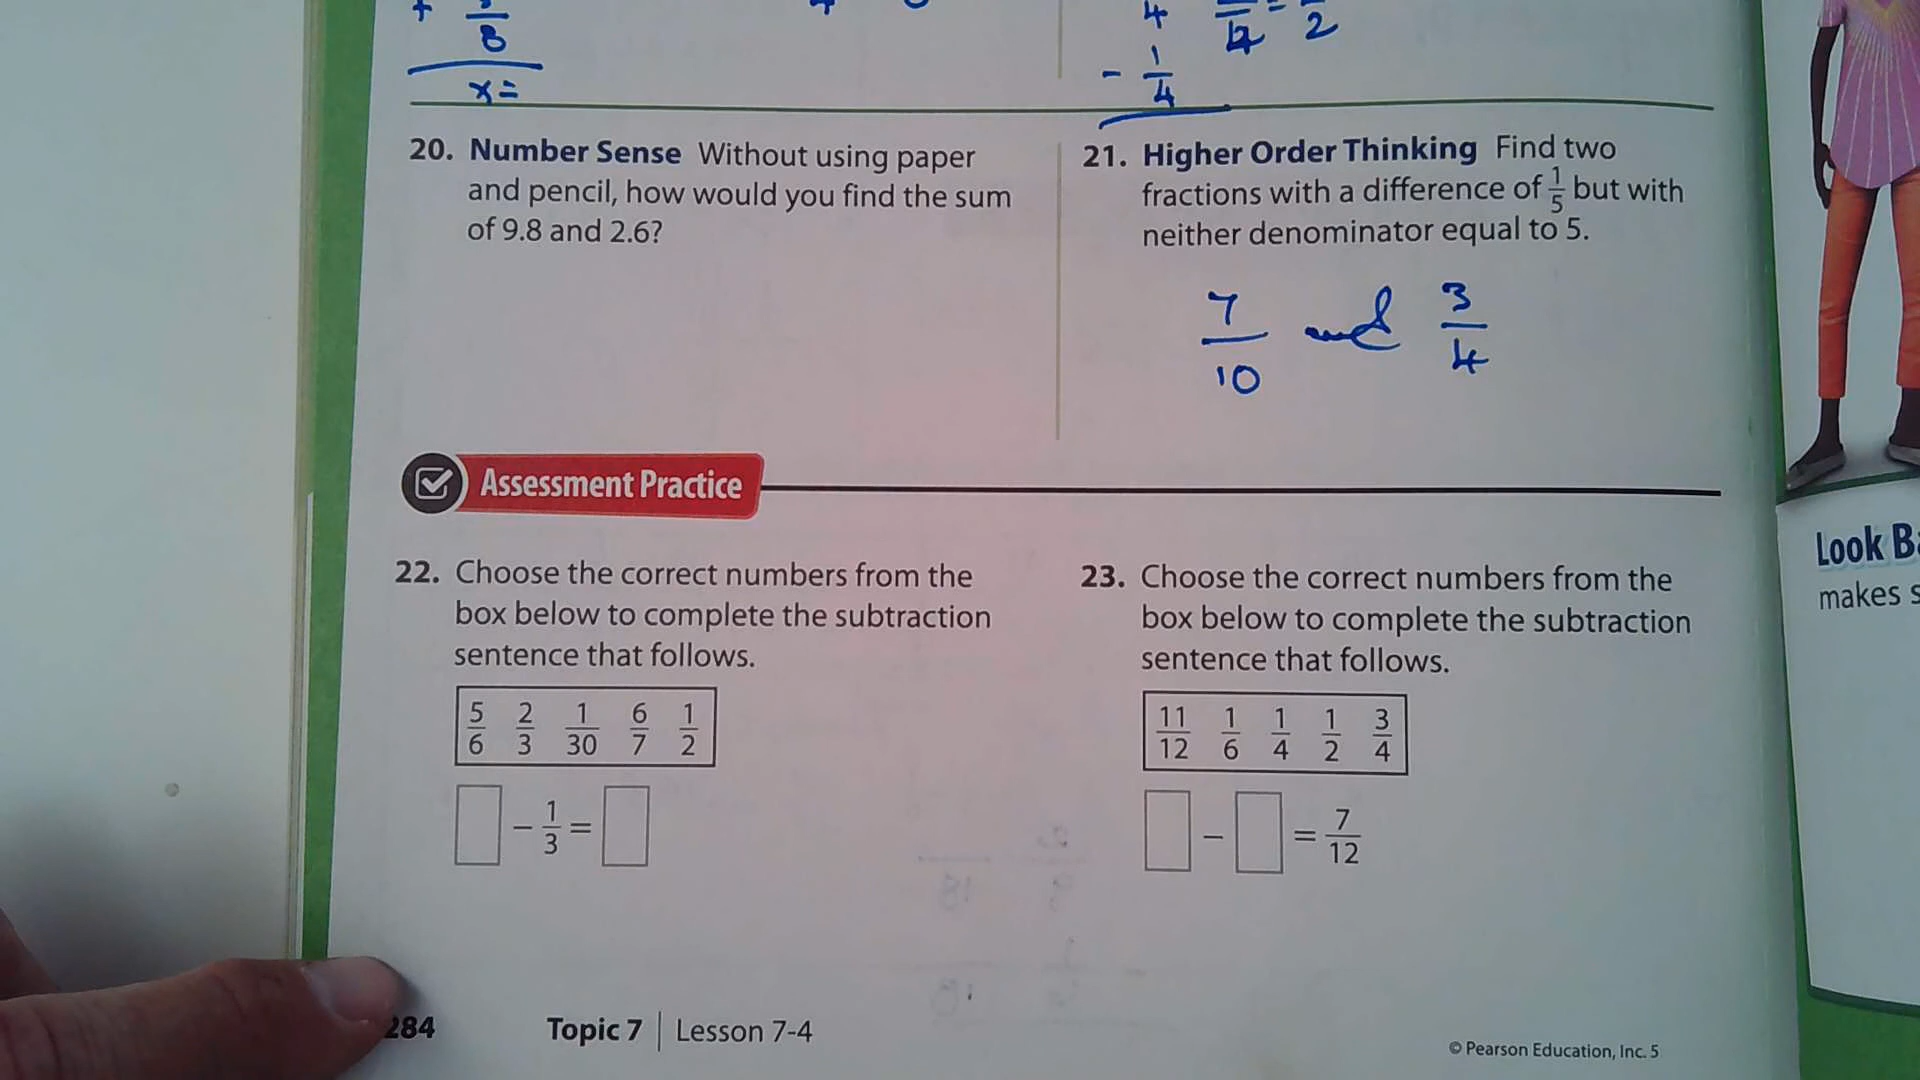 + 8 4 4 = 2
x= - 1/4
20. Number Sense Without using paper
and pencil, how would you find the sum
of 9.8 and 2.6?
21. Higher Order Thinking Find two
fractions with a difference of 1/5 but with
neither denominator equal to 5.
7/10 and 3/4
Assessment Practice
22. Choose the correct numbers from the
box below to complete the subtraction
sentence that follows.
5/6 2/3 1/30 6/7 1/2
− 1/3 =
23. Choose the correct numbers from the
box below to complete the subtraction
sentence that follows.
11/12 1/6 1/4 1/2 3/4
− = 7/12
Look
makes
284 Topic 7 | Lesson 7-4
© Pearson Education, Inc. 5